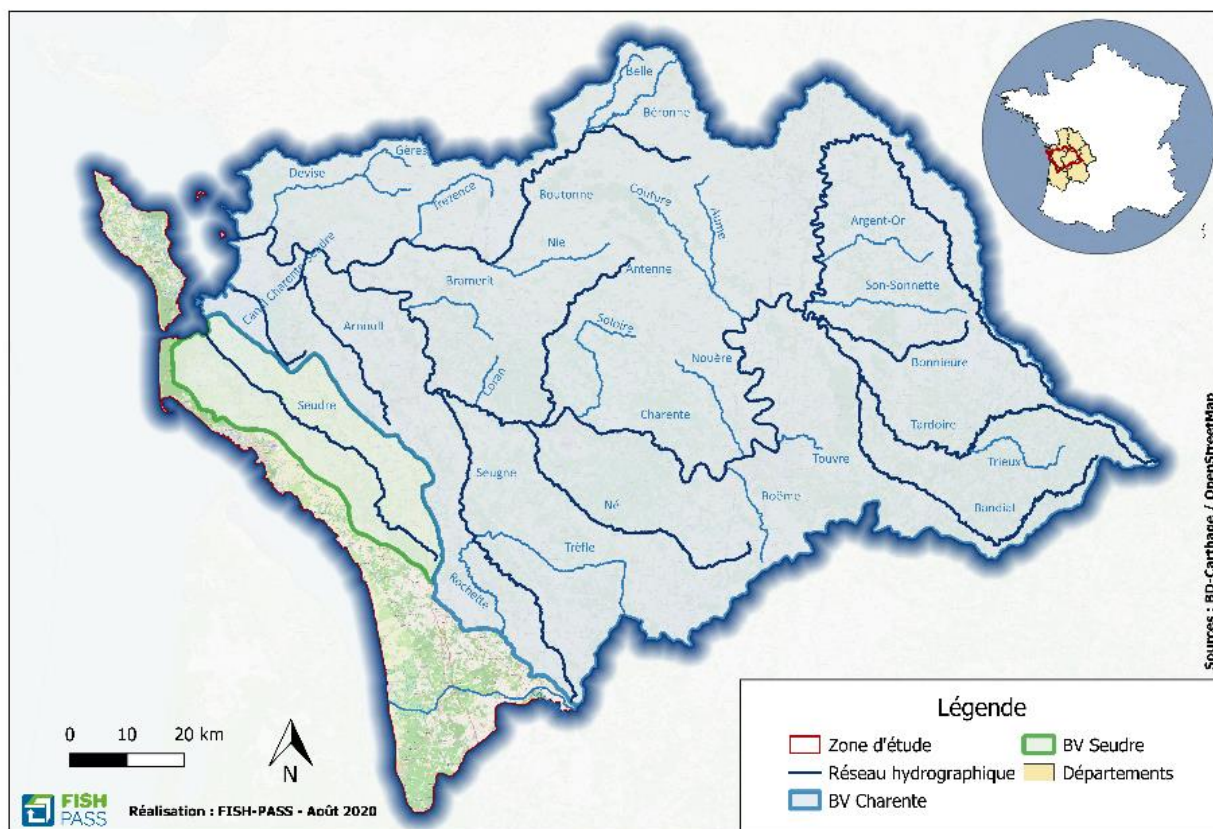 Belle
Béronne
Gères
Devise
Trezence
Boutonne
Couture
Aume
Argent-Or
Nie
Antenne
Son-Sonnette
Canal Charente-Seudre
Bramerit
Arnoult
Soloire
Nouère
Bonnieure
Coran
Seudre
Charente
Tardoire
Seugne
Touvre
Trieux
Né
Boëme
Bandiat
Trèfle
Rochette
Sources : BD-Carthage / OpenStreetMap
0 10 20 km
N
Légende
Zone d'étude
BV Seudre
Réseau hydrographique
Départements
BV Charente
FISH
PASS
Réalisation : FISH-PASS - Août 2020